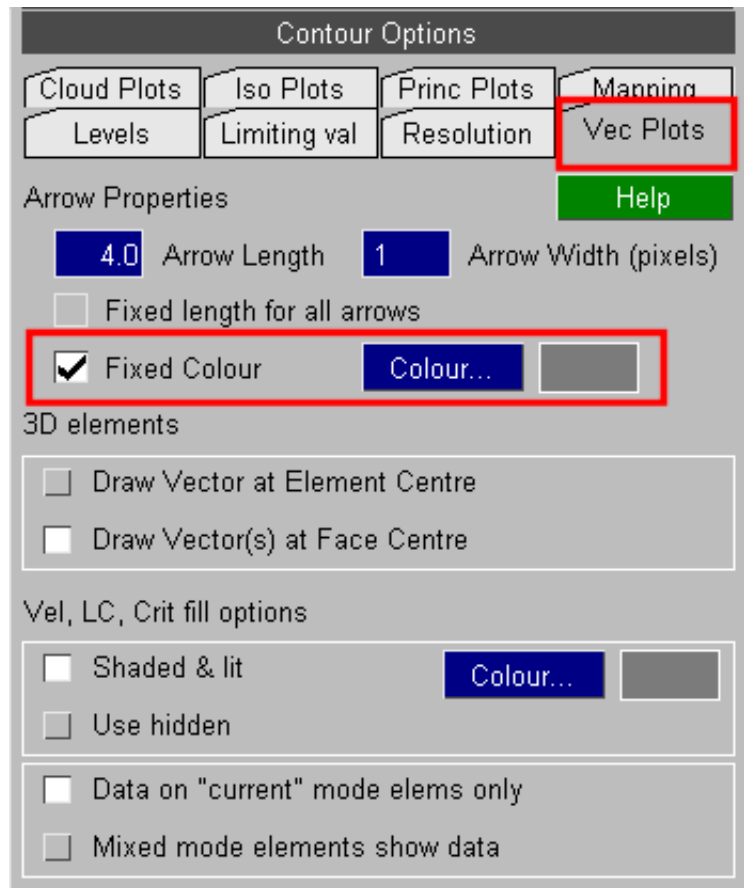 Contour Options
Cloud Plots Iso Plots Princ Plots Mapping
Levels Limiting val Resolution Vec Plots
Arrow Properties Help
4.0 Arrow Length 1 Arrow Width (pixels)
Fixed length for all arrows
Fixed Colour Colour...
3D elements
Draw Vector at Element Centre
Draw Vector(s) at Face Centre
Vel, LC, Crit fill options
Shaded & lit Colour...
Use hidden
Data on "current" mode elems only
Mixed mode elements show data